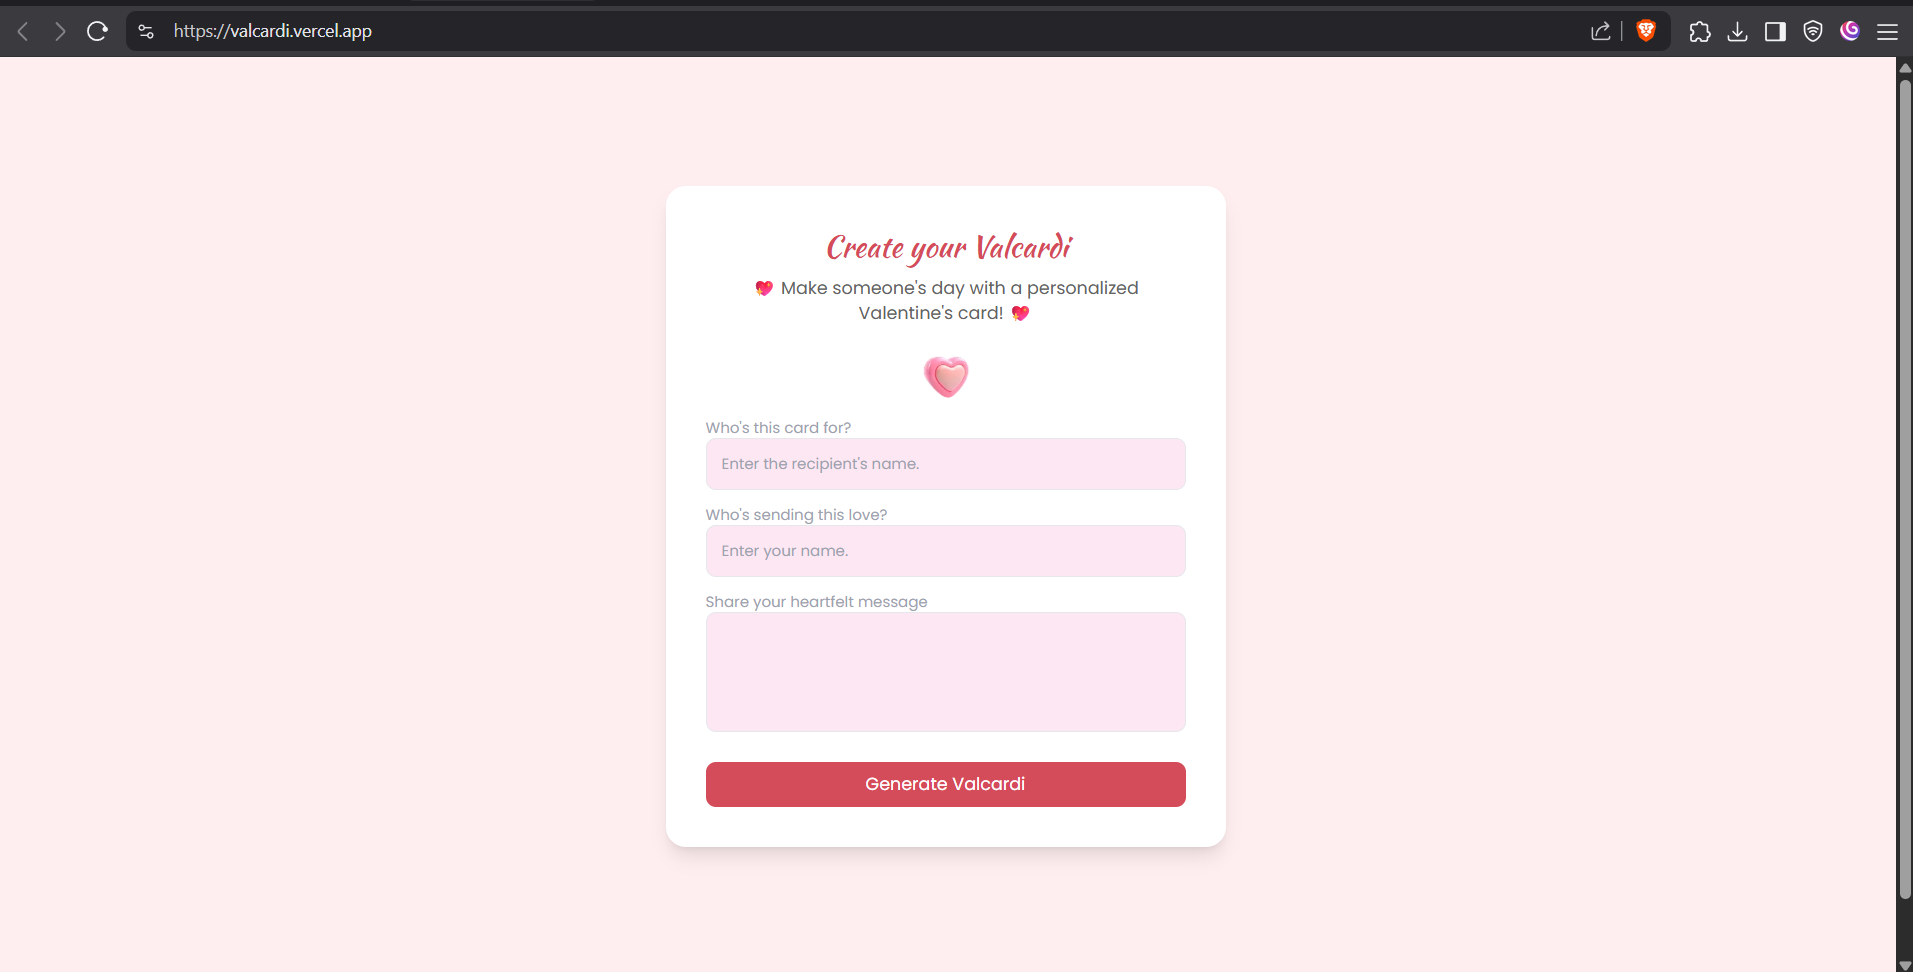 https://valcardi.vercel.app
Create your Valcardi
💖 Make someone's day with a personalized
Valentine's card! 💖
Who's this card for?
Enter the recipient's name.
Who's sending this love?
Enter your name.
Share your heartfelt message
Generate Valcardi